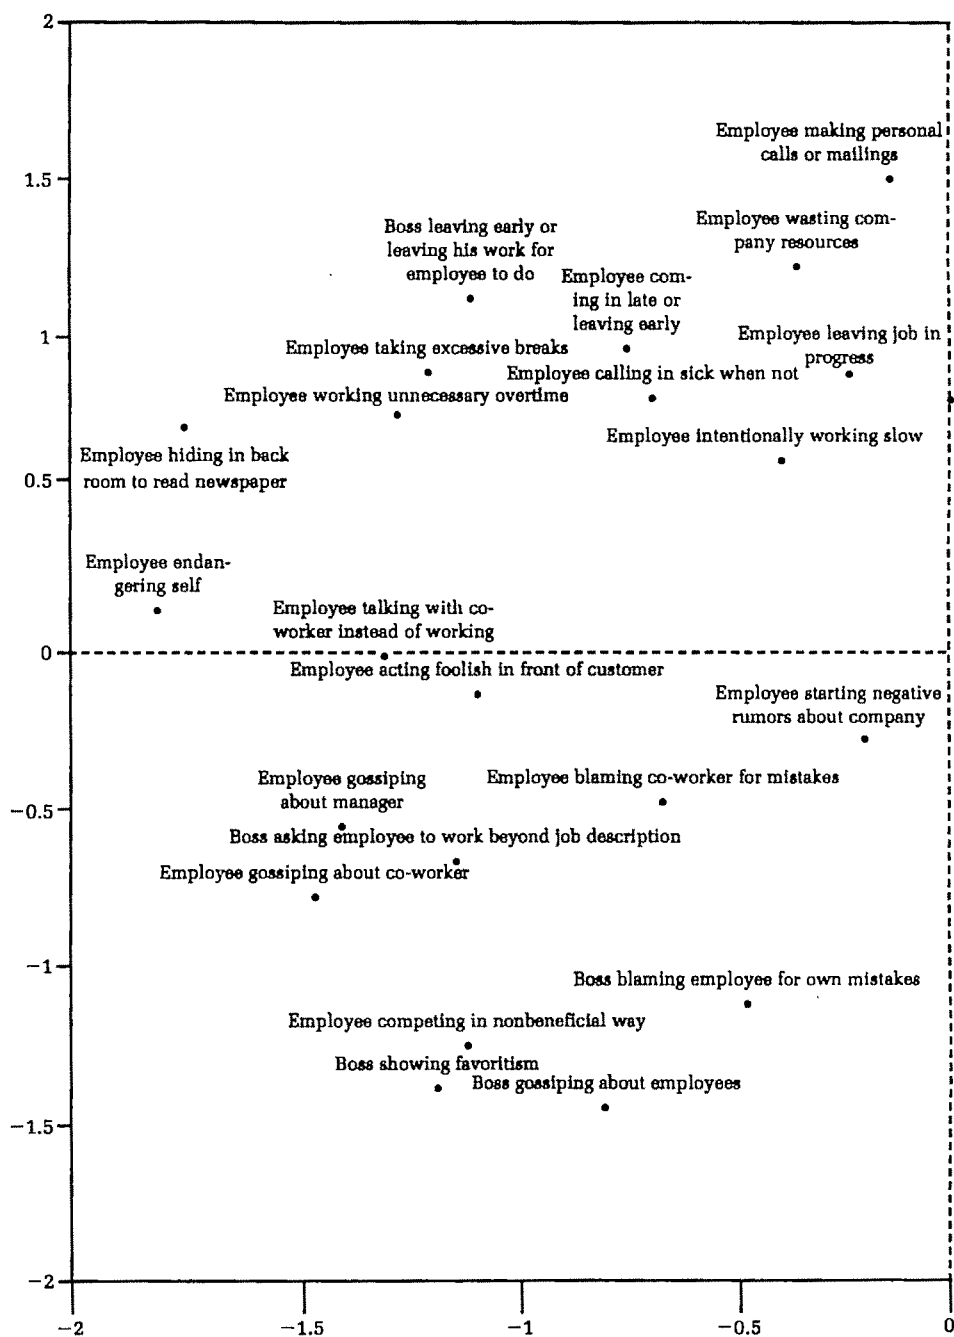 2
Employee making personal
calls or mailings
1.5
Employee wasting com-
pany resources
Boss leaving early or
leaving his work for
employee to do
Employee com-
ing in late or
leaving early
1
Employee leaving job in
progress
Employee taking excessive breaks
Employee calling in sick when not
Employee working unnecessary overtime
Employee intentionally working slow
Employee hiding in back
room to read newspaper
0.5
Employee endan-
gering self
Employee talking with co-
worker instead of working
0
Employee acting foolish in front of customer
Employee starting negative
rumors about company
Employee gossiping
about manager
Employee blaming co-worker for mistakes
−0.5
Boss asking employee to work beyond job description
Employee gossiping about co-worker
−1
Boss blaming employee for own mistakes
Employee competing in nonbeneficial way
Boss showing favoritism
Boss gossiping about employees
−1.5
−2
−2 −1.5 −1 −0.5 0